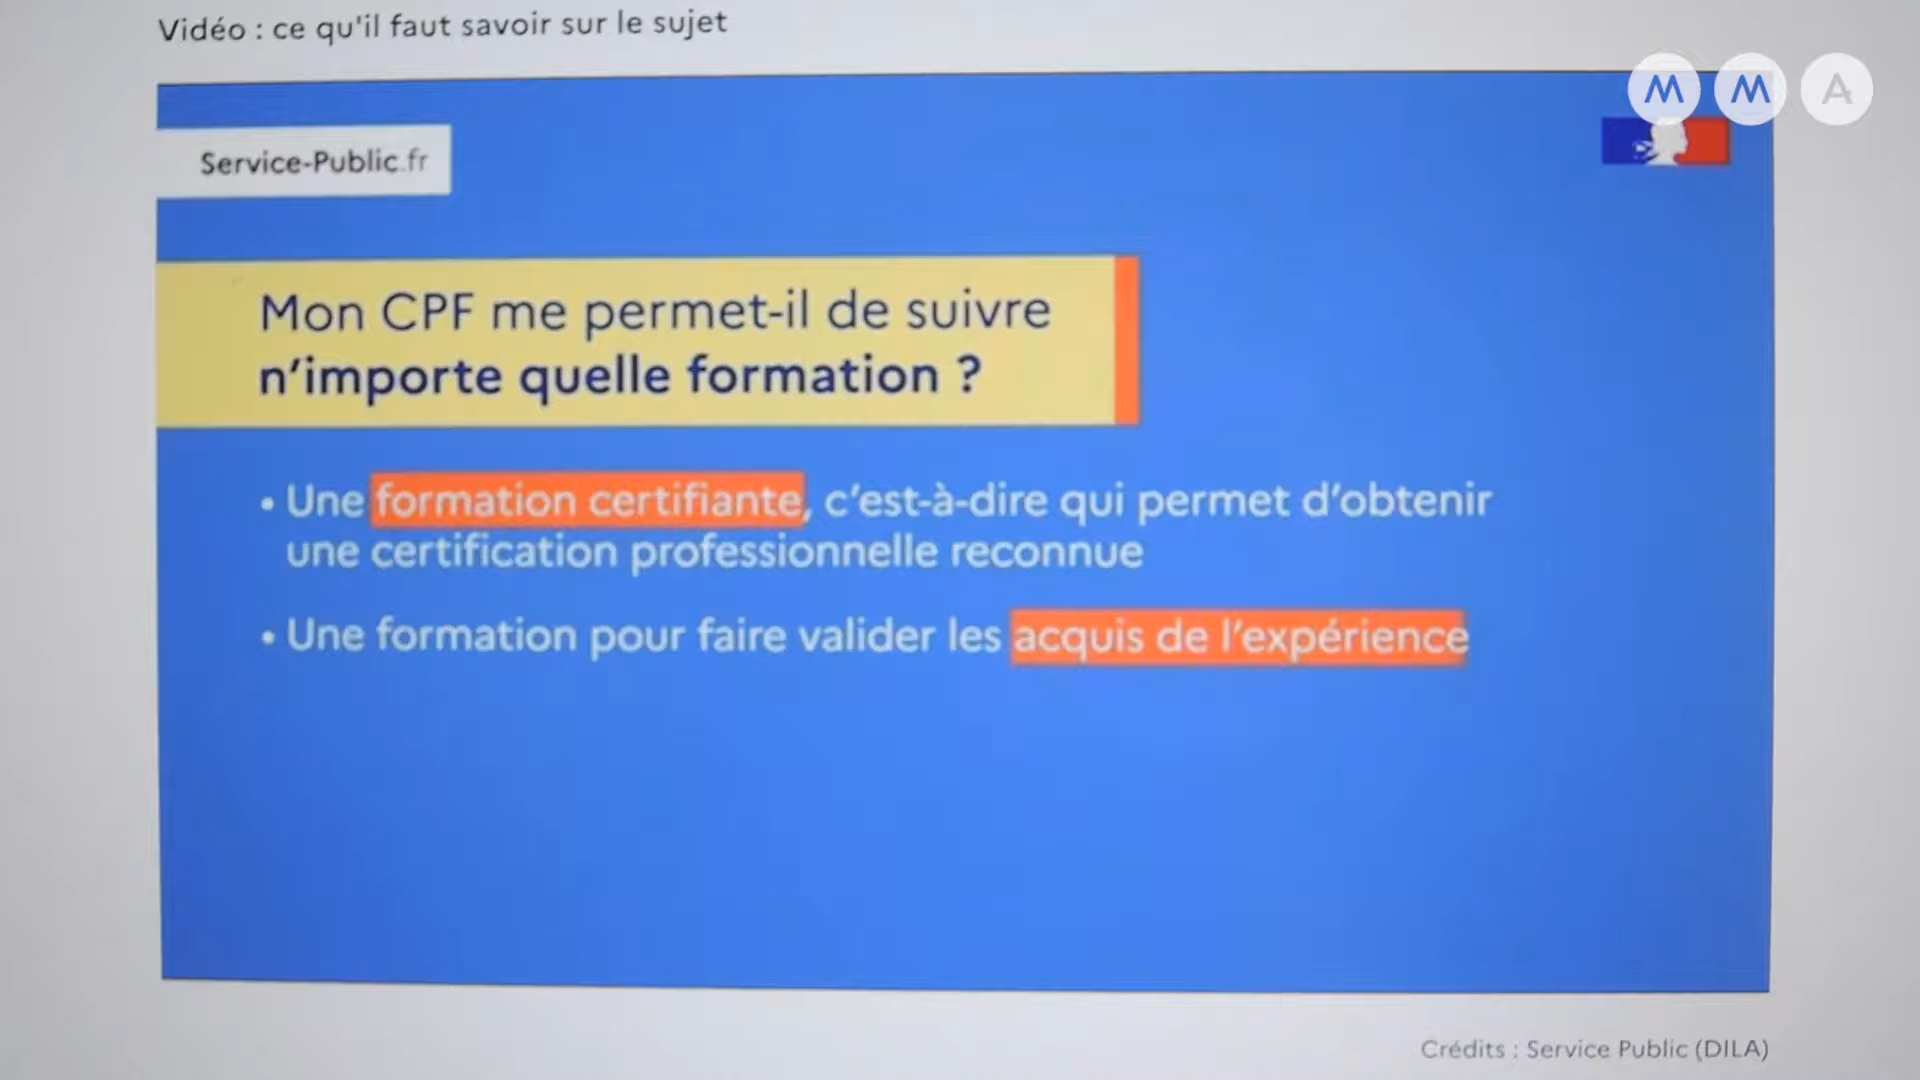 Vidéo : ce qu'il faut savoir sur le sujet
M M A
Service-Public.fr
Mon CPF me permet-il de suivre
n'importe quelle formation ?
• Une formation certifiante, c'est-à-dire qui permet d'obtenir
une certification professionnelle reconnue
• Une formation pour faire valider les acquis de l'expérience
Crédits : Service Public (DILA)